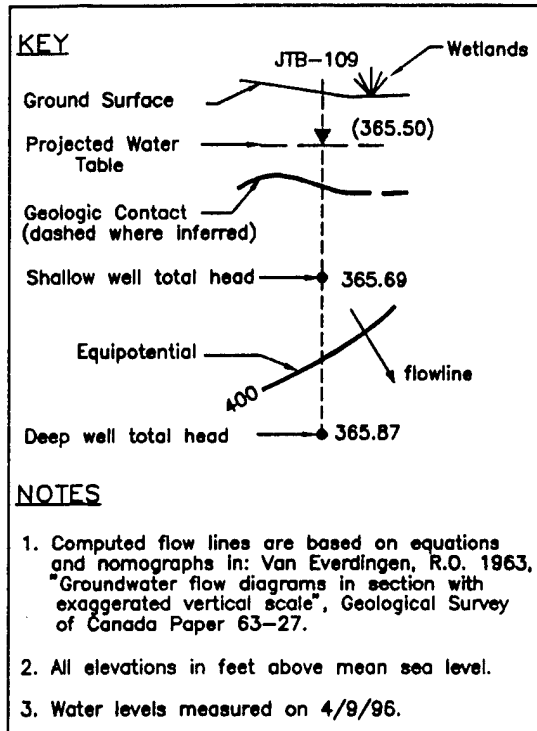 KEY
JTB-109
Wetlands
Ground Surface
(365.50)
Projected Water
Table
Geologic Contact
(dashed where inferred)
Shallow well total head
365.69
Equipotential
flowline
400
Deep well total head
365.87
NOTES
1. Computed flow lines are based on equations
and nomographs in: Van Everdingen, R.O. 1963,
"Groundwater flow diagrams in section with
exaggerated vertical scale", Geological Survey
of Canada Paper 63-27.
2. All elevations in feet above mean sea level.
3. Water levels measured on 4/9/96.